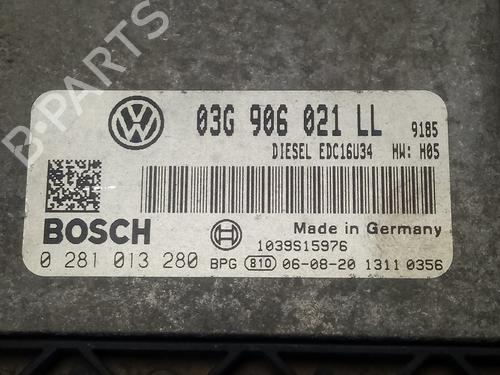 03G 906 021 LL 9185
DIESEL EDC16U34 HW: H05
BOSCH
Made in Germany
1039S15976
0 281 013 280 BPG 810 06-08-20 1311 0356
B-PARTS